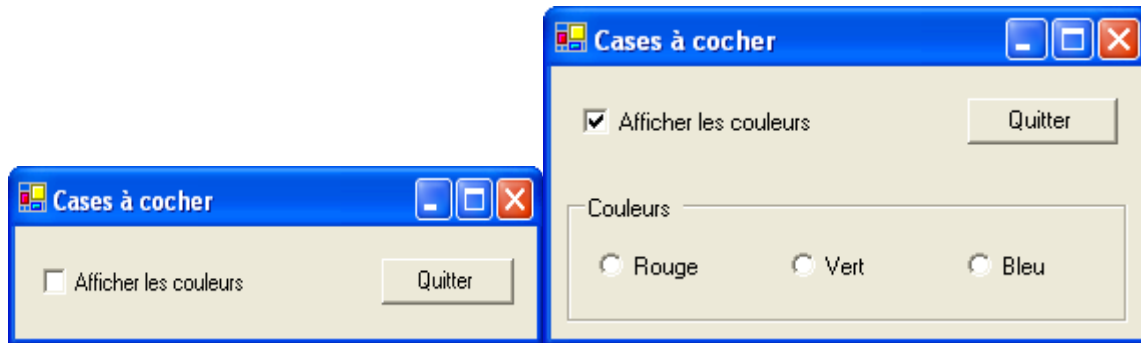 Cases à cocher
Afficher les couleurs
Quitter
Cases à cocher
Afficher les couleurs
Quitter
Couleurs
Rouge
Vert
Bleu